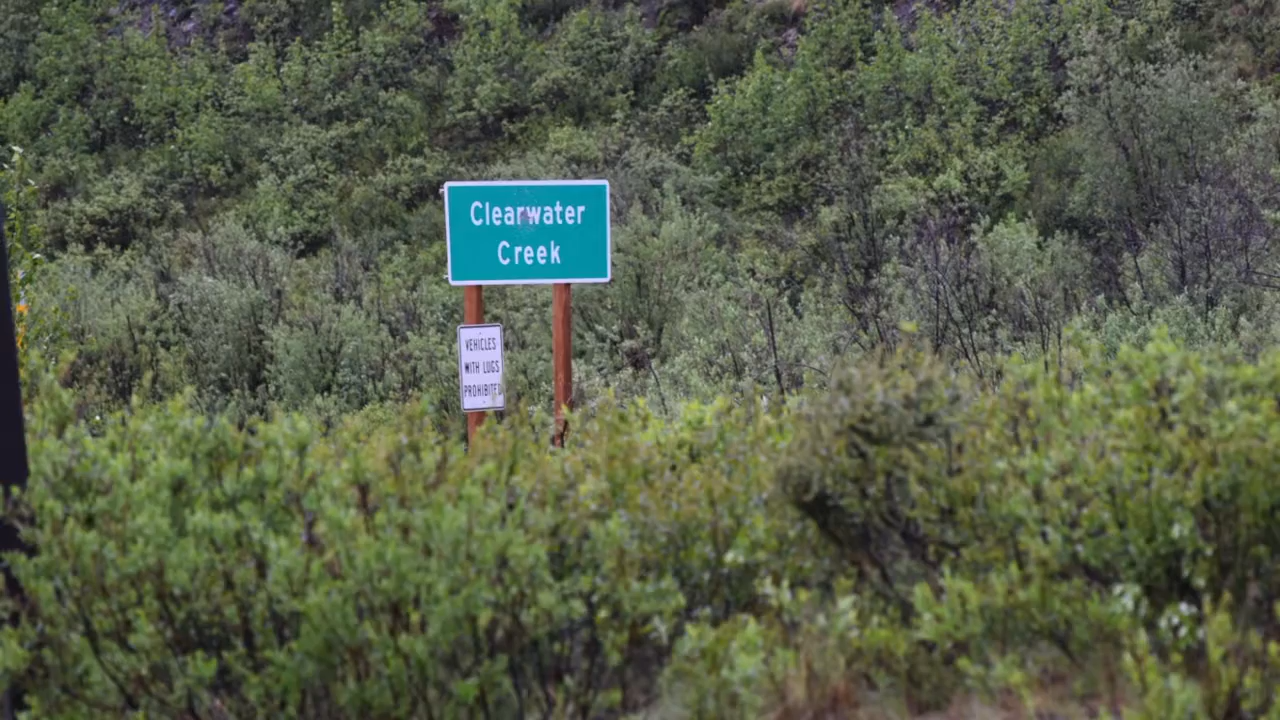 Clearwater
Creek
VEHICLES
WITH LUGS
PROHIBITED